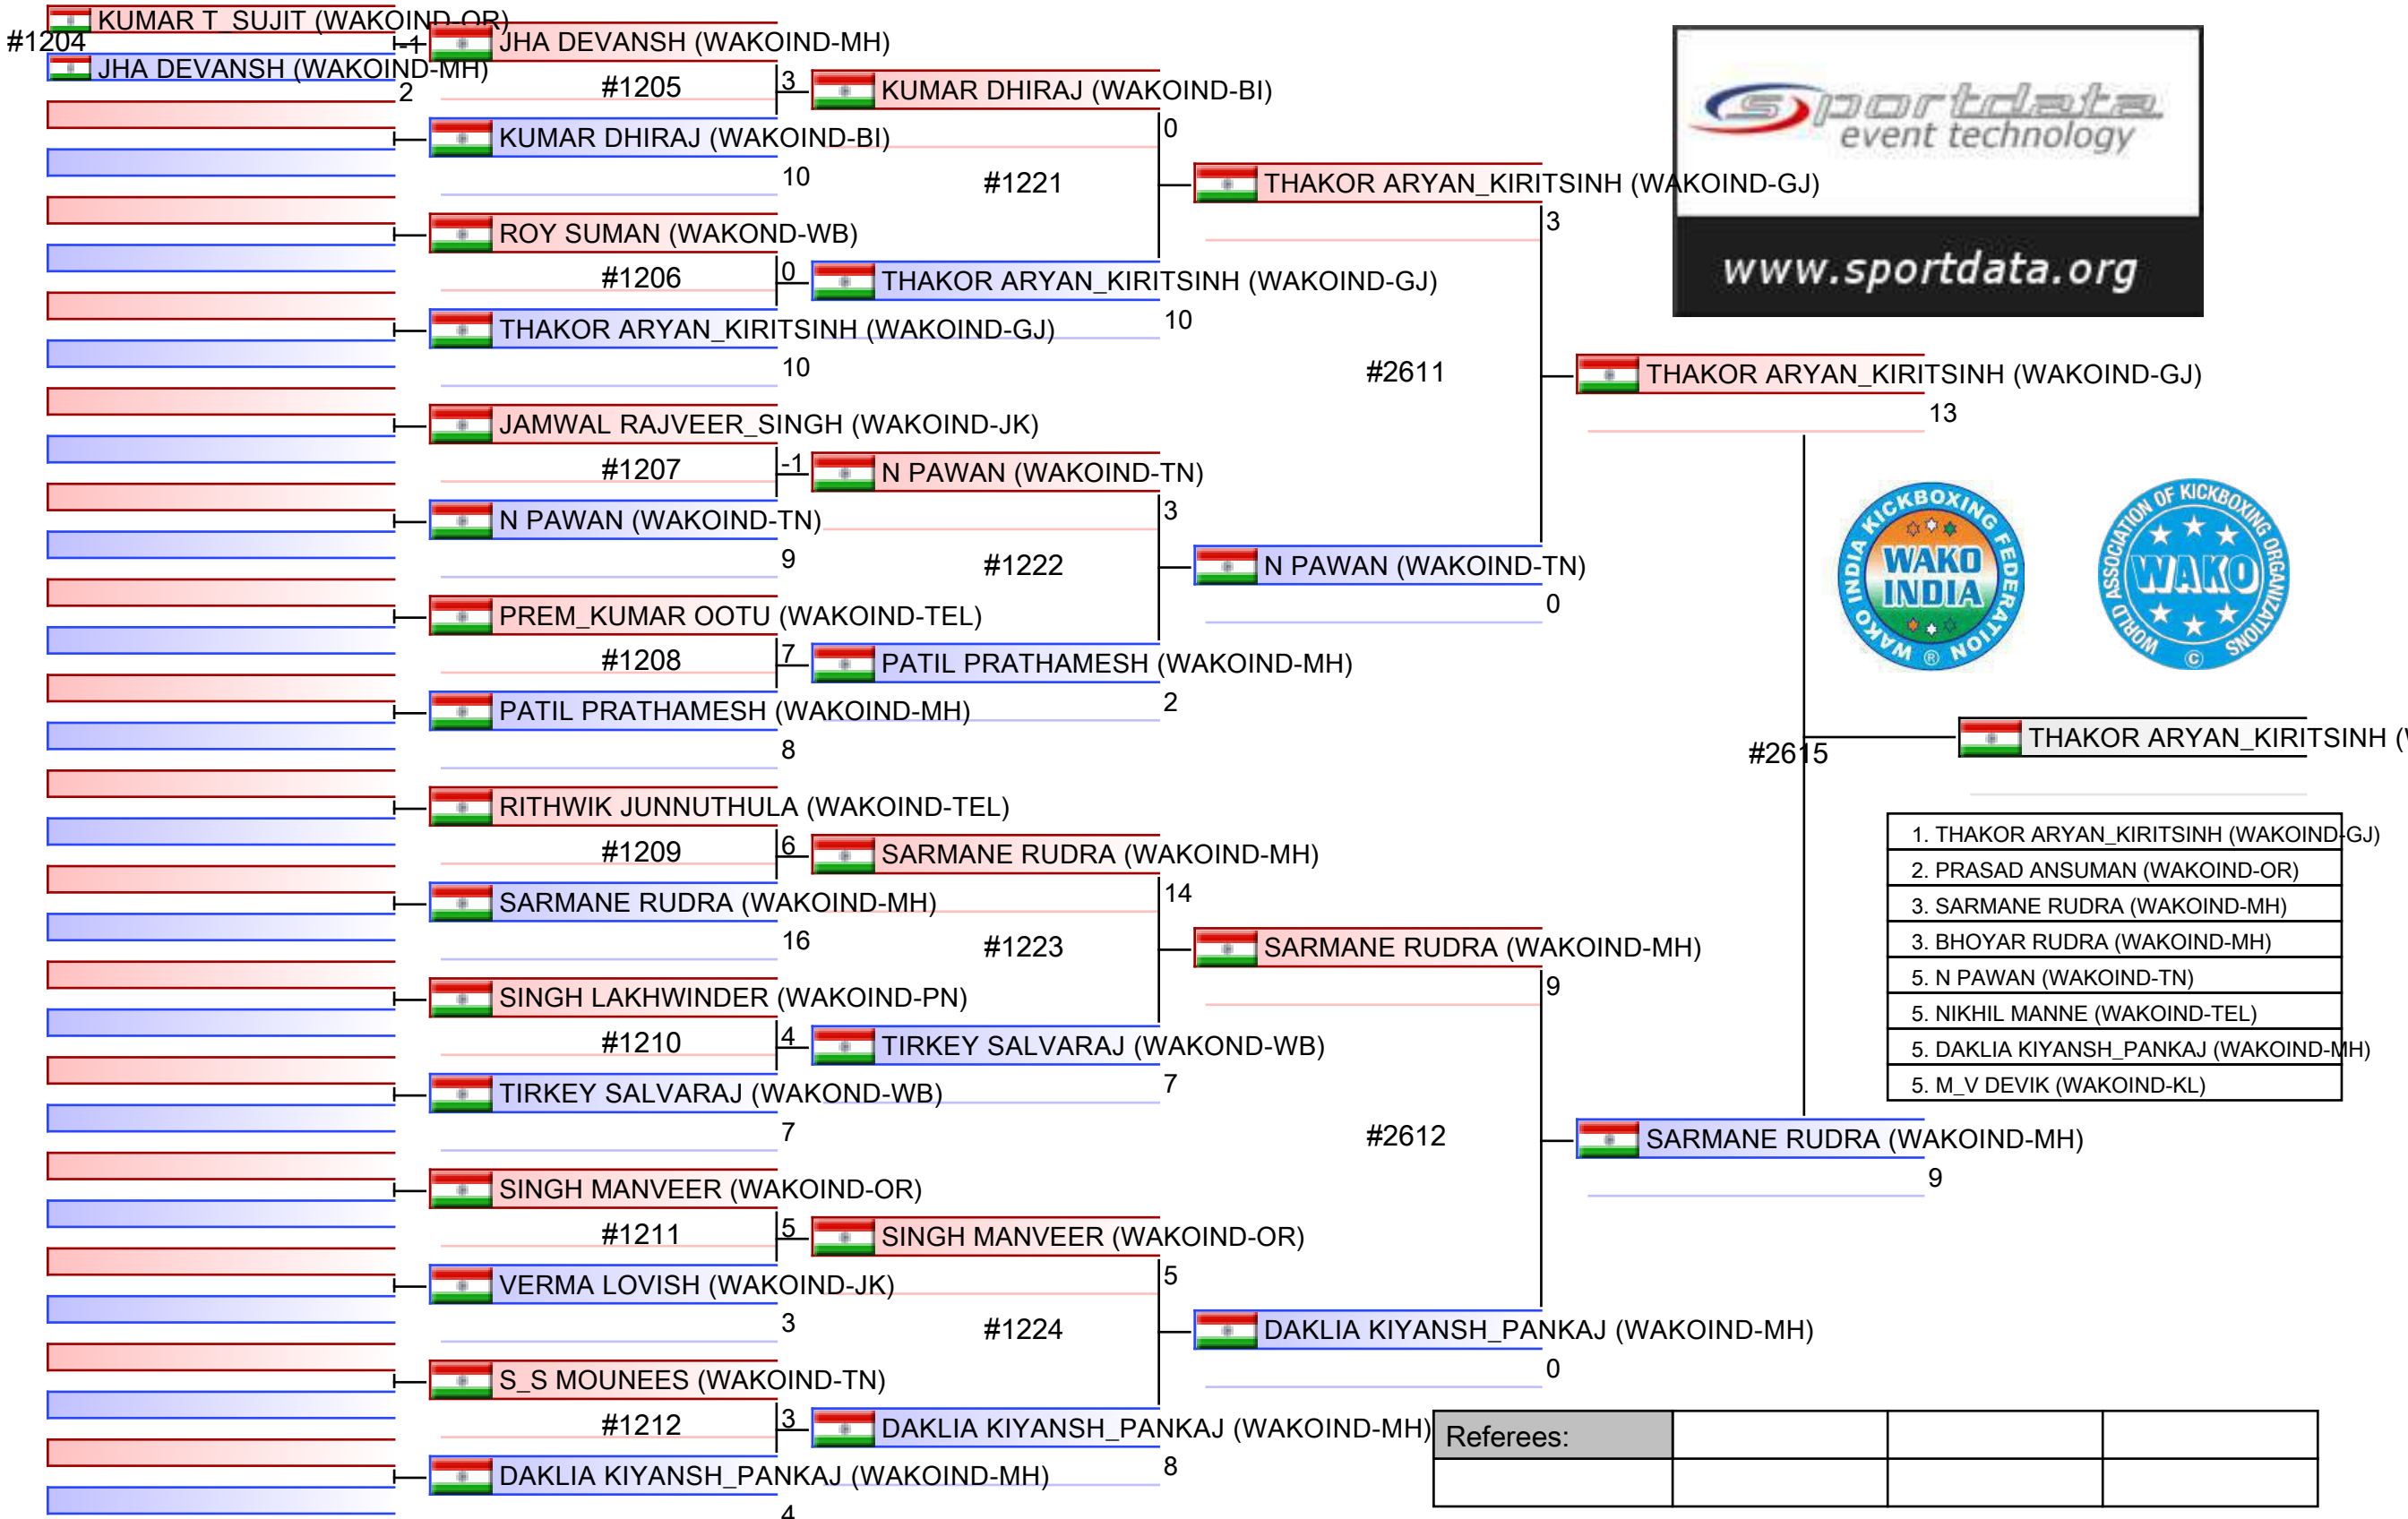 KUMAR T_SUJIT (WAKOIND-OR)
#1204
-1
JHA DEVANSH (WAKOIND-MH)
2
JHA DEVANSH (WAKOIND-MH)
#1205
3
KUMAR DHIRAJ (WAKOIND-BI)
10
ROY SUMAN (WAKOND-WB)
#1206
0
THAKOR ARYAN_KIRITSINH (WAKOIND-GJ)
10
JAMWAL RAJVEER_SINGH (WAKOIND-JK)
#1207
-1
N PAWAN (WAKOIND-TN)
9
PREM_KUMAR OOTU (WAKOIND-TEL)
#1208
7
PATIL PRATHAMESH (WAKOIND-MH)
8
RITHWIK JUNNUTHULA (WAKOIND-TEL)
#1209
6
SARMANE RUDRA (WAKOIND-MH)
16
SINGH LAKHWINDER (WAKOIND-PN)
#1210
4
TIRKEY SALVARAJ (WAKOND-WB)
7
SINGH MANVEER (WAKOIND-OR)
#1211
5
VERMA LOVISH (WAKOIND-JK)
3
S_S MOUNEES (WAKOIND-TN)
#1212
3
DAKLIA KIYANSH_PANKAJ (WAKOIND-MH)
4
KUMAR DHIRAJ (WAKOIND-BI)
0
#1221
THAKOR ARYAN_KIRITSINH (WAKOIND-GJ)
10
N PAWAN (WAKOIND-TN)
3
#1222
PATIL PRATHAMESH (WAKOIND-MH)
2
SARMANE RUDRA (WAKOIND-MH)
14
#1223
TIRKEY SALVARAJ (WAKOND-WB)
7
SINGH MANVEER (WAKOIND-OR)
5
#1224
DAKLIA KIYANSH_PANKAJ (WAKOIND-MH)
8
THAKOR ARYAN_KIRITSINH (WAKOIND-GJ)
3
#2611
N PAWAN (WAKOIND-TN)
0
SARMANE RUDRA (WAKOIND-MH)
9
#2612
DAKLIA KIYANSH_PANKAJ (WAKOIND-MH)
0
THAKOR ARYAN_KIRITSINH (WAKOIND-GJ)
13
#2615
SARMANE RUDRA (WAKOIND-MH)
9
THAKOR ARYAN_KIRITSINH (
sportdata
event technology
www.sportdata.org
WAKO INDIA KICKBOXING FEDERATION
WAKO
INDIA
®
WORLD ASSOCIATION OF KICKBOXING ORGANIZATIONS
WAKO
©
1. THAKOR ARYAN_KIRITSINH (WAKOIND-GJ)
2. PRASAD ANSUMAN (WAKOIND-OR)
3. SARMANE RUDRA (WAKOIND-MH)
3. BHOYAR RUDRA (WAKOIND-MH)
5. N PAWAN (WAKOIND-TN)
5. NIKHIL MANNE (WAKOIND-TEL)
5. DAKLIA KIYANSH_PANKAJ (WAKOIND-MH)
5. M_V DEVIK (WAKOIND-KL)
Referees: